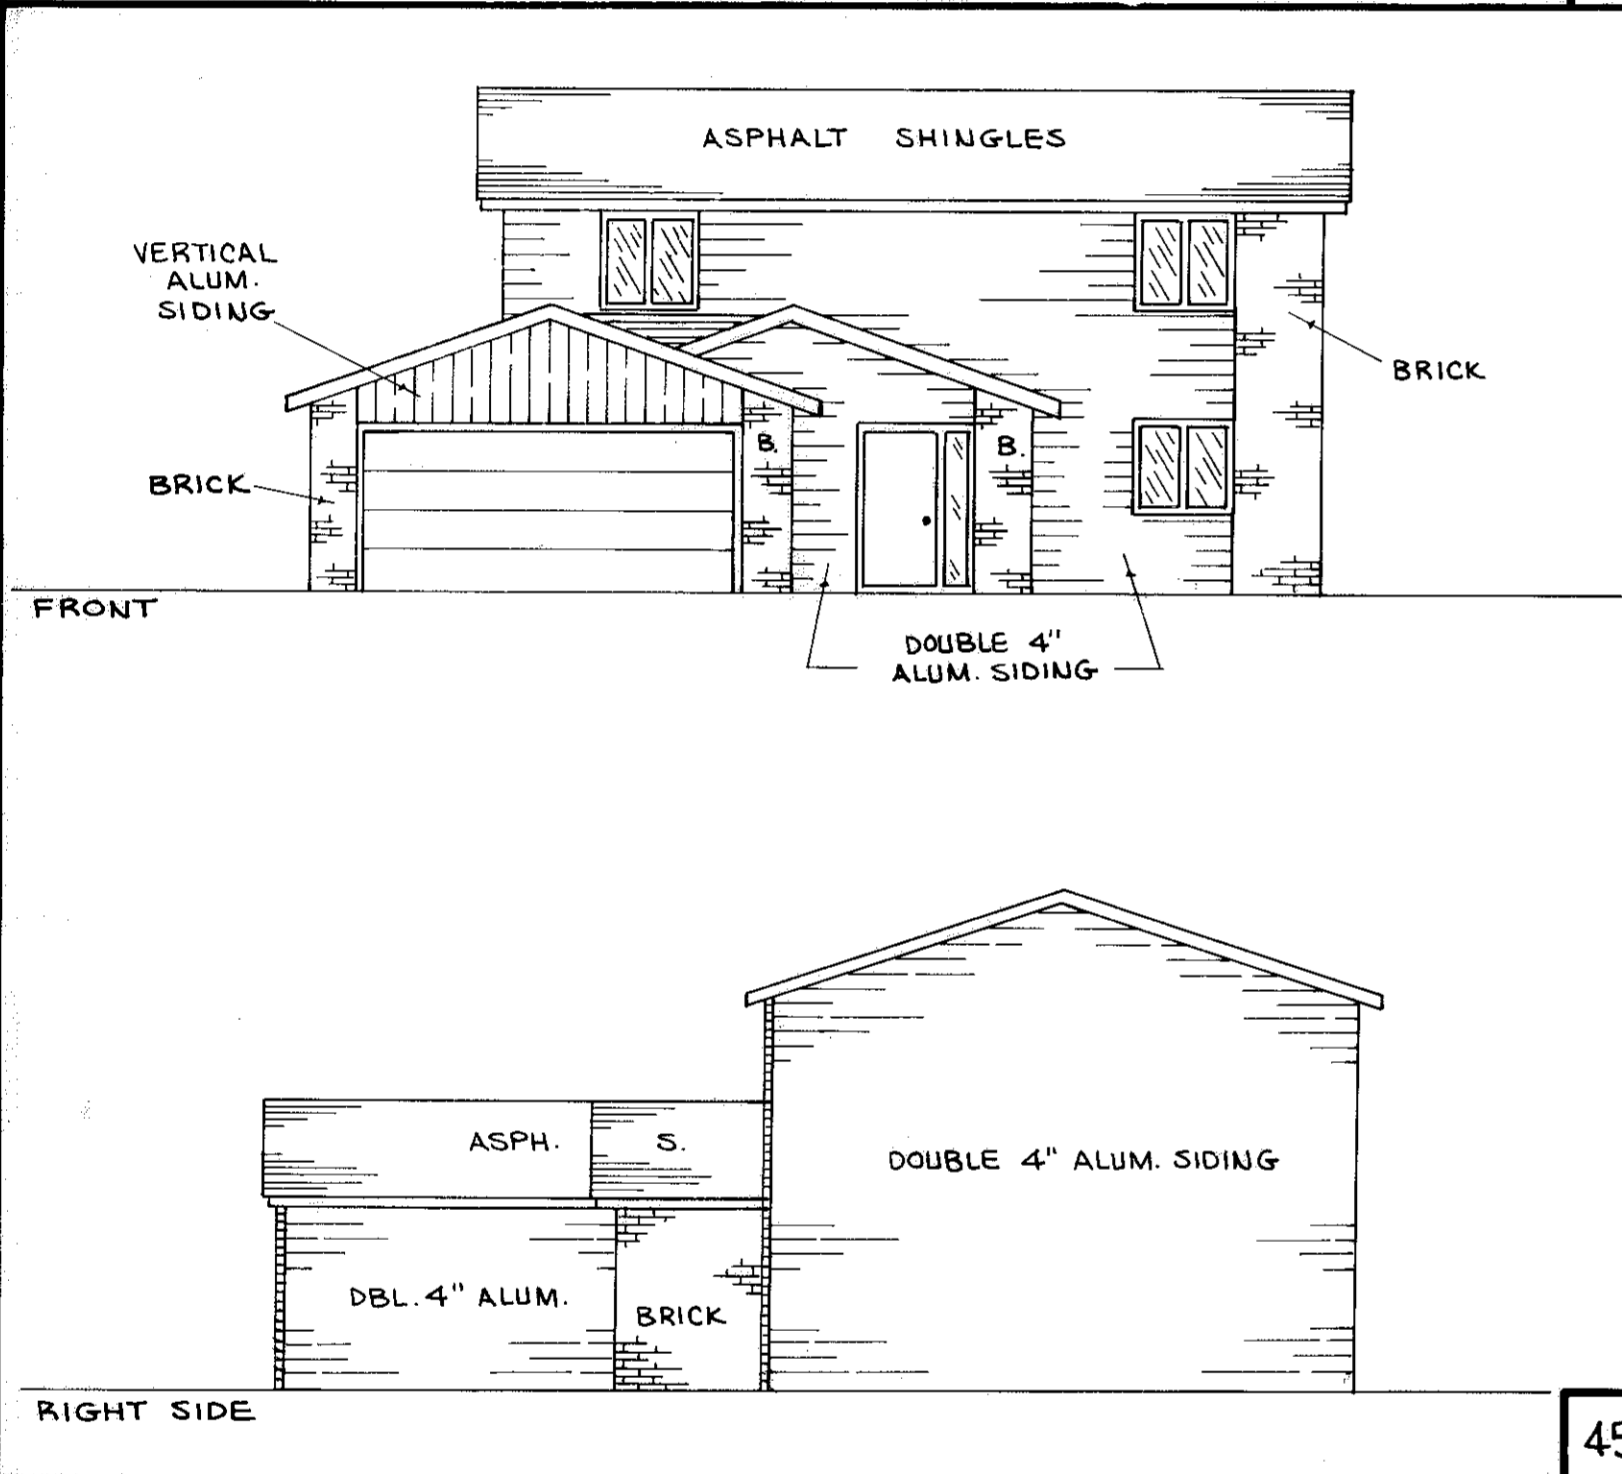 ASPHALT SHINGLES
VERTICAL
ALUM.
SIDING
BRICK
BRICK
B.
B.
FRONT
DOUBLE 4"
ALUM. SIDING
ASPH. S.
DOUBLE 4" ALUM. SIDING
DBL. 4" ALUM.
BRICK
RIGHT SIDE
45